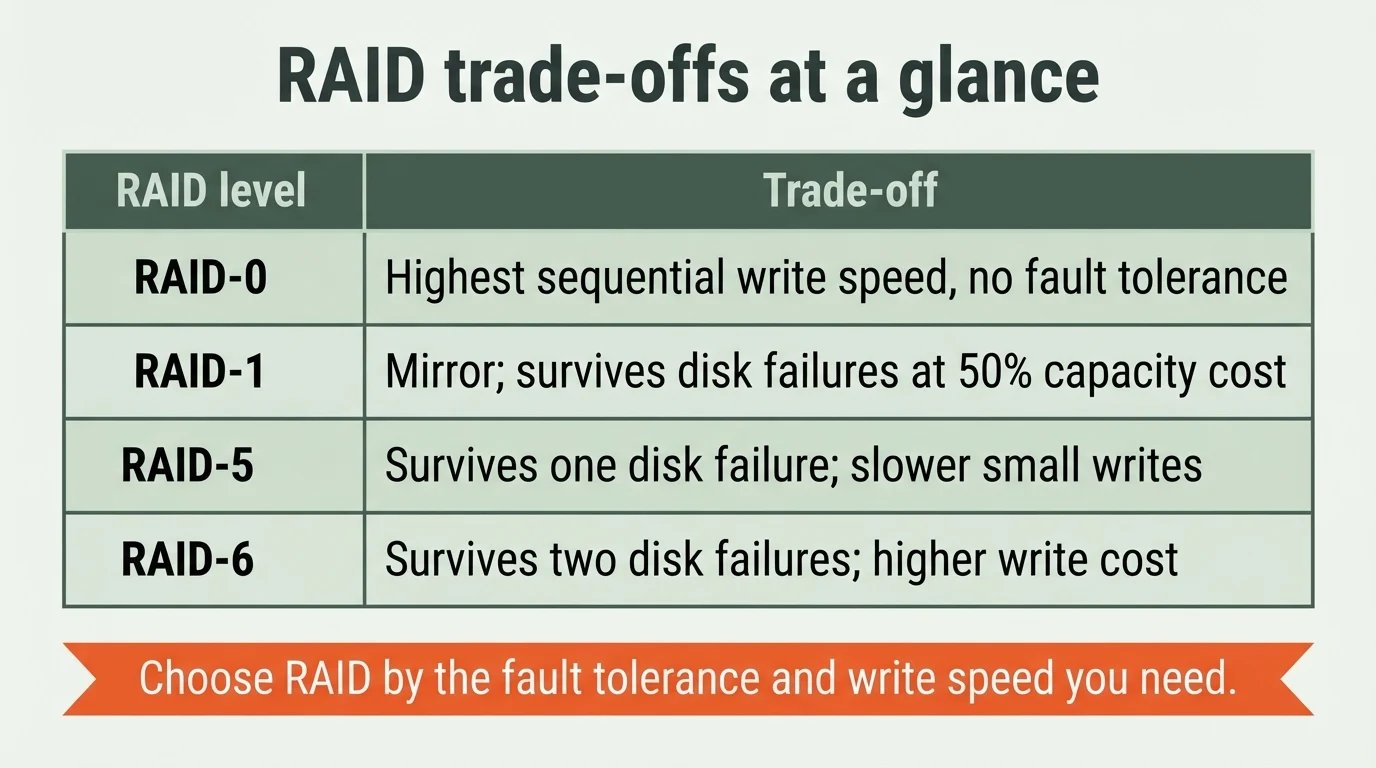 RAID trade-offs at a glance
RAID level Trade-off
RAID-0 Highest sequential write speed, no fault tolerance
RAID-1 Mirror; survives disk failures at 50% capacity cost
RAID-5 Survives one disk failure; slower small writes
RAID-6 Survives two disk failures; higher write cost
Choose RAID by the fault tolerance and write speed you need.